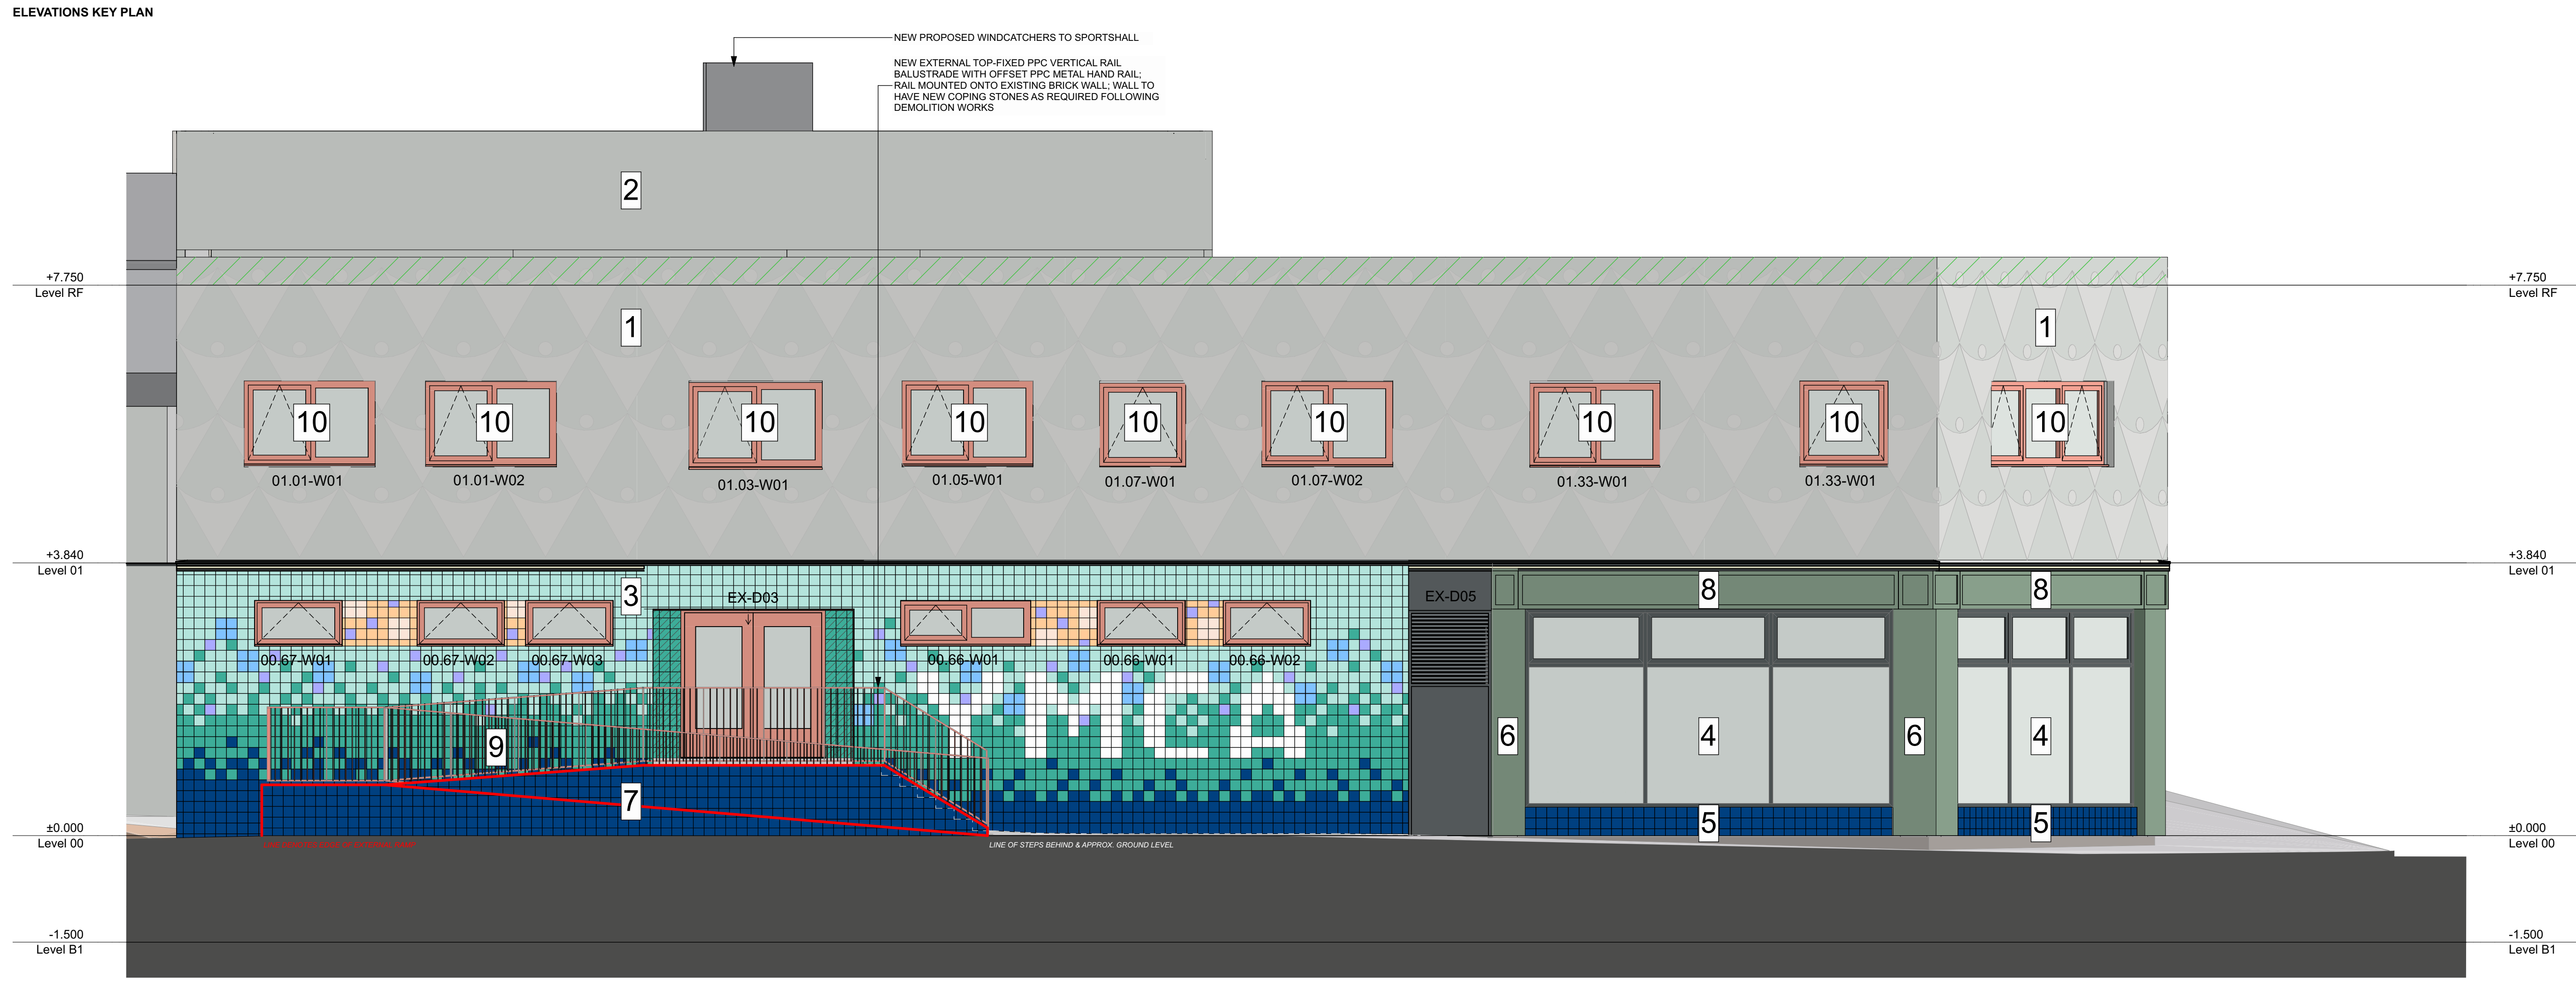 ELEVATIONS KEY PLAN
NEW PROPOSED WINDCATCHERS TO SPORTSHALL
NEW EXTERNAL TOP-FIXED PPC VERTICAL RAIL
BALUSTRADE WITH OFFSET PPC METAL HAND RAIL;
RAIL MOUNTED ONTO EXISTING BRICK WALL; WALL TO
HAVE NEW COPING STONES AS REQUIRED FOLLOWING
DEMOLITION WORKS
2
+7.750
Level RF
+7.750
Level RF
1
1
10
10
10
10
10
10
10
10
10
01.01-W01
01.01-W02
01.03-W01
01.05-W01
01.07-W01
01.07-W02
01.33-W01
01.33-W01
+3.840
Level 01
+3.840
Level 01
3
EX-D03
EX-D05
8
8
00.67-W01
00.67-W02
00.67-W03
00.66-W01
00.66-W01
00.66-W02
YMCA
9
6
4
6
4
7
5
5
±0.000
Level 00
±0.000
Level 00
LINE OF STEPS BEHIND & APPROX. GROUND LEVEL
-1.500
Level B1
-1.500
Level B1